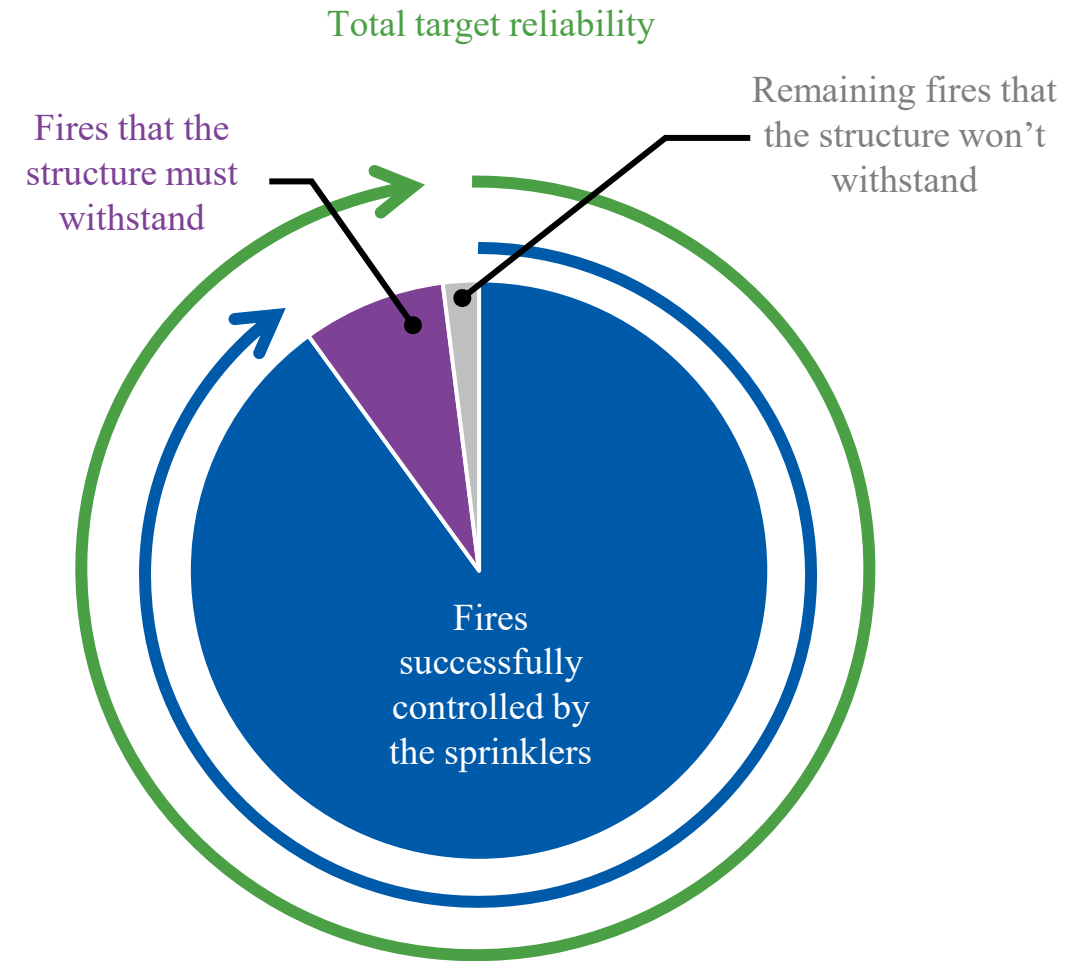 Total target reliability
Remaining fires that
the structure won’t
withstand
Fires that the
structure must
withstand
Fires
successfully
controlled by
the sprinklers